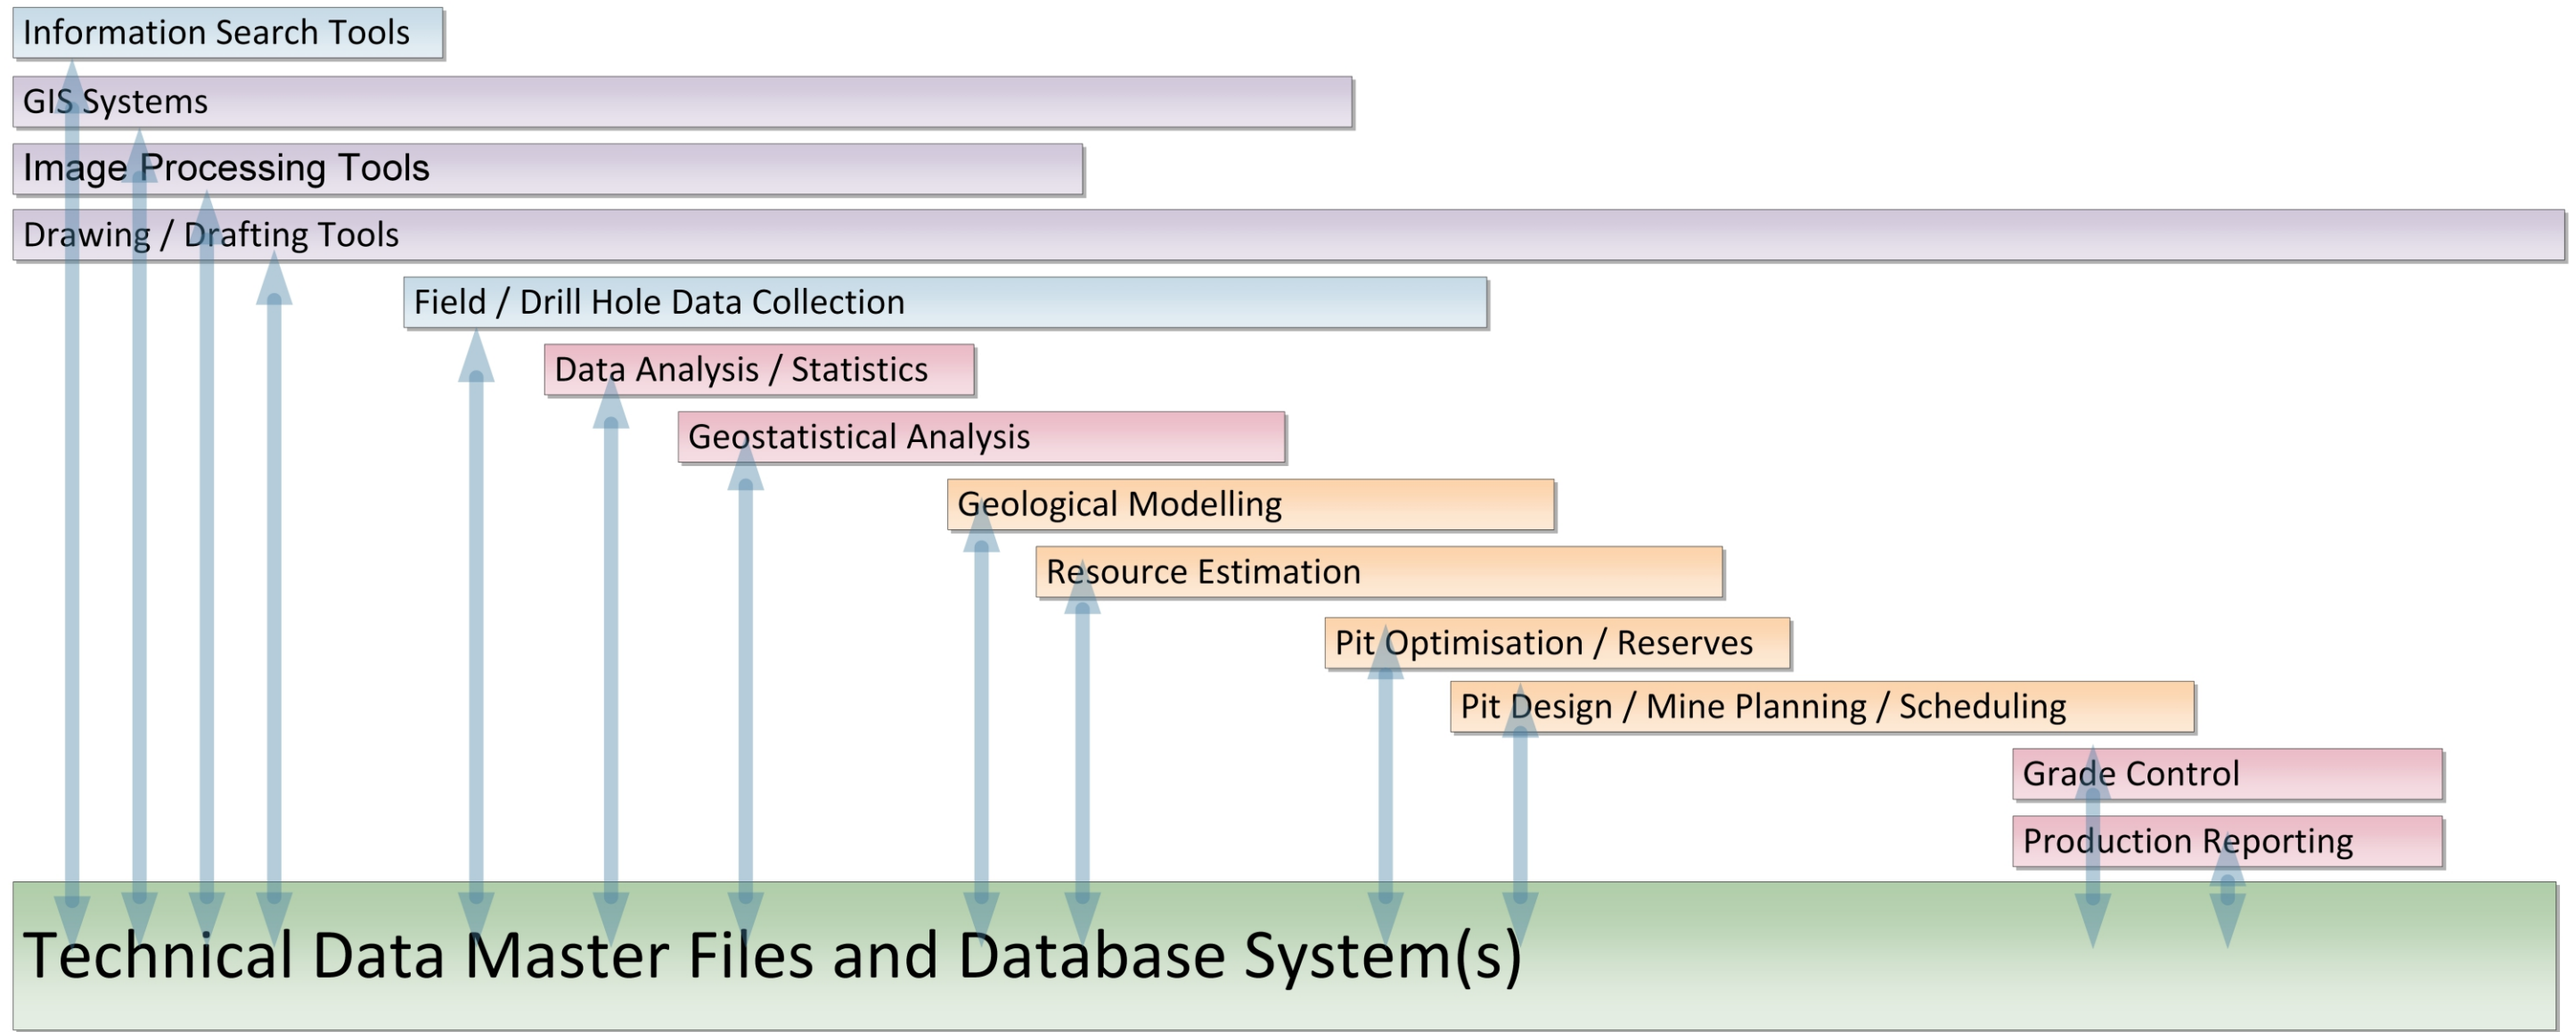 Information Search Tools
GIS Systems
Image Processing Tools
Drawing / Drafting Tools
Field / Drill Hole Data Collection
Data Analysis / Statistics
Geostatistical Analysis
Geological Modelling
Resource Estimation
Pit Optimisation / Reserves
Pit Design / Mine Planning / Scheduling
Grade Control
Production Reporting
Technical Data Master Files and Database System(s)